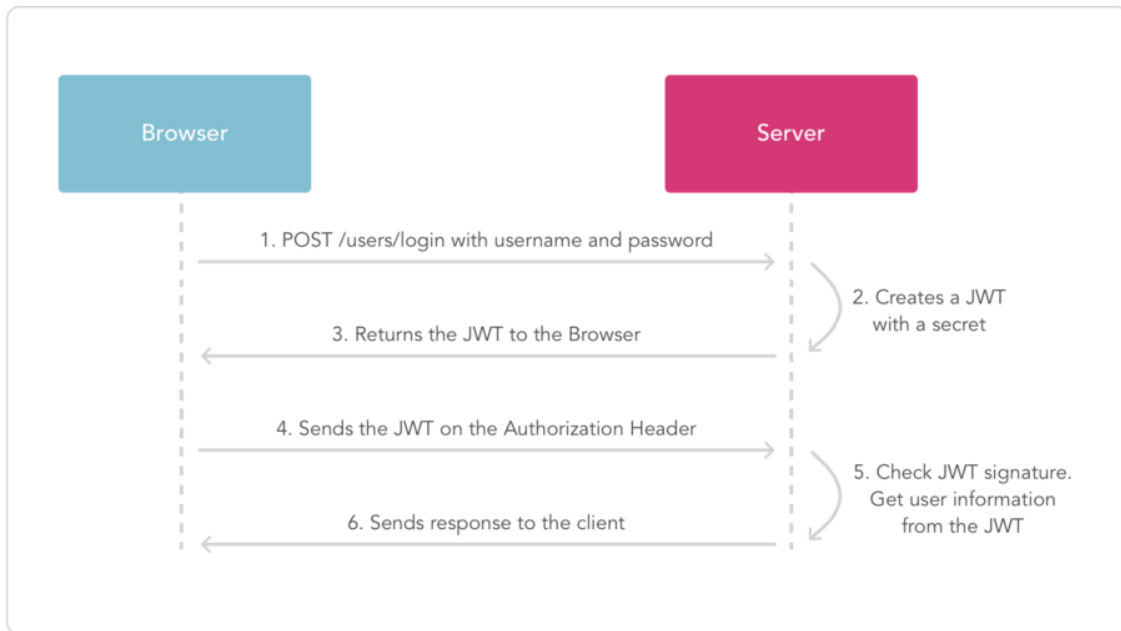 Browser
Server
1. POST /users/login with username and password
2. Creates a JWT
with a secret
3. Returns the JWT to the Browser
4. Sends the JWT on the Authorization Header
5. Check JWT signature.
Get user information
from the JWT
6. Sends response to the client